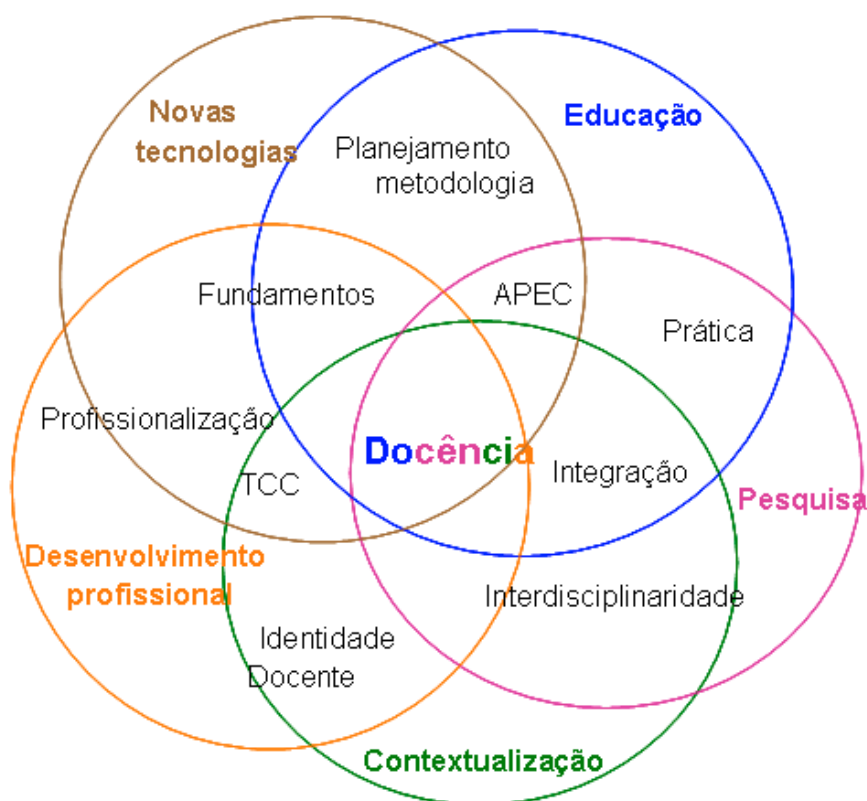 Novas
tecnologias
Educação
Planejamento
metodologia
Fundamentos
APEC
Prática
Profissionalização
Docência
TCC
Integração
Pesquisa
Desenvolvimento
profissional
Interdisciplinaridade
Identidade
Docente
Contextualização